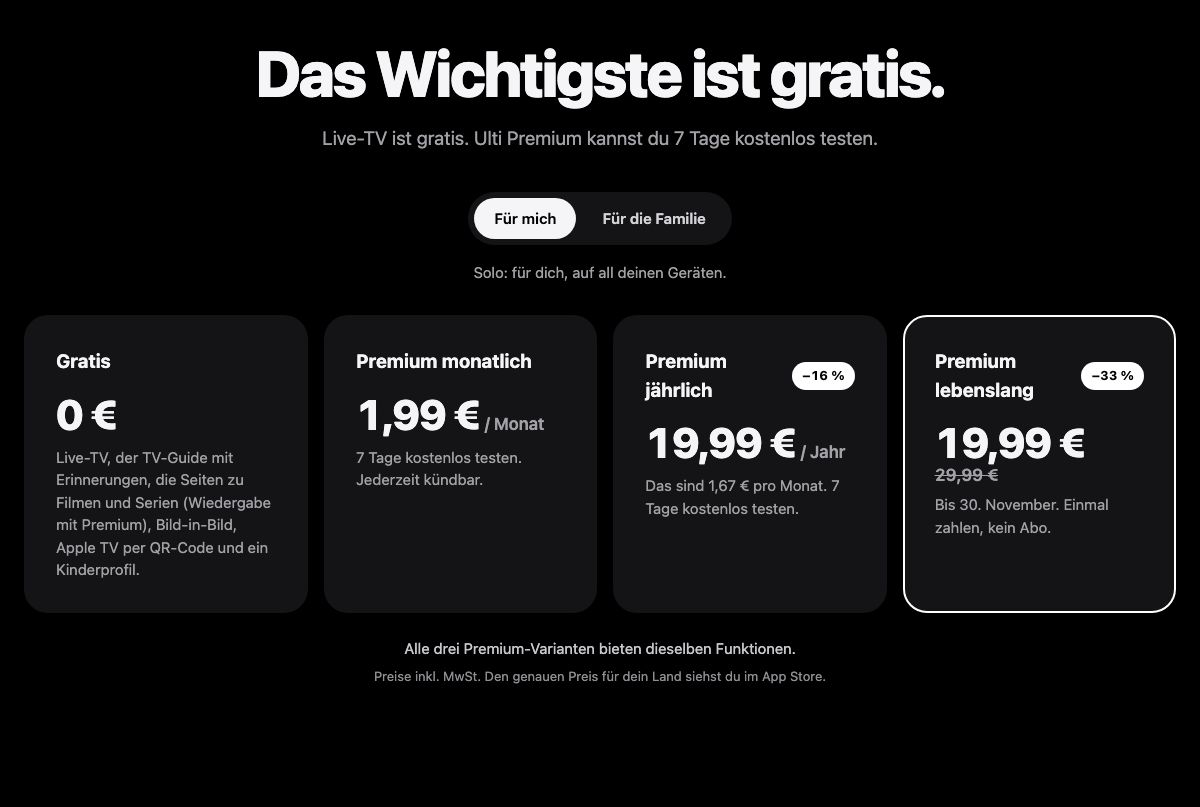 Das Wichtigste ist gratis.
Live-TV ist gratis. Ulti Premium kannst du 7 Tage kostenlos testen.
Für mich
Für die Familie
Solo: für dich, auf all deinen Geräten.
Gratis
0 €
Live-TV, der TV-Guide mit
Erinnerungen, die Seiten zu
Filmen und Serien (Wiedergabe
mit Premium), Bild-in-Bild,
Apple TV per QR-Code und ein
Kinderprofil.
Premium monatlich
1,99 € / Monat
7 Tage kostenlos testen.
Jederzeit kündbar.
Premium
jährlich
−16 %
19,99 € / Jahr
Das sind 1,67 € pro Monat. 7
Tage kostenlos testen.
Premium
lebenslang
−33 %
19,99 €
29,99 €
Bis 30. November. Einmal
zahlen, kein Abo.
Alle drei Premium-Varianten bieten dieselben Funktionen.
Preise inkl. MwSt. Den genauen Preis für dein Land siehst du im App Store.